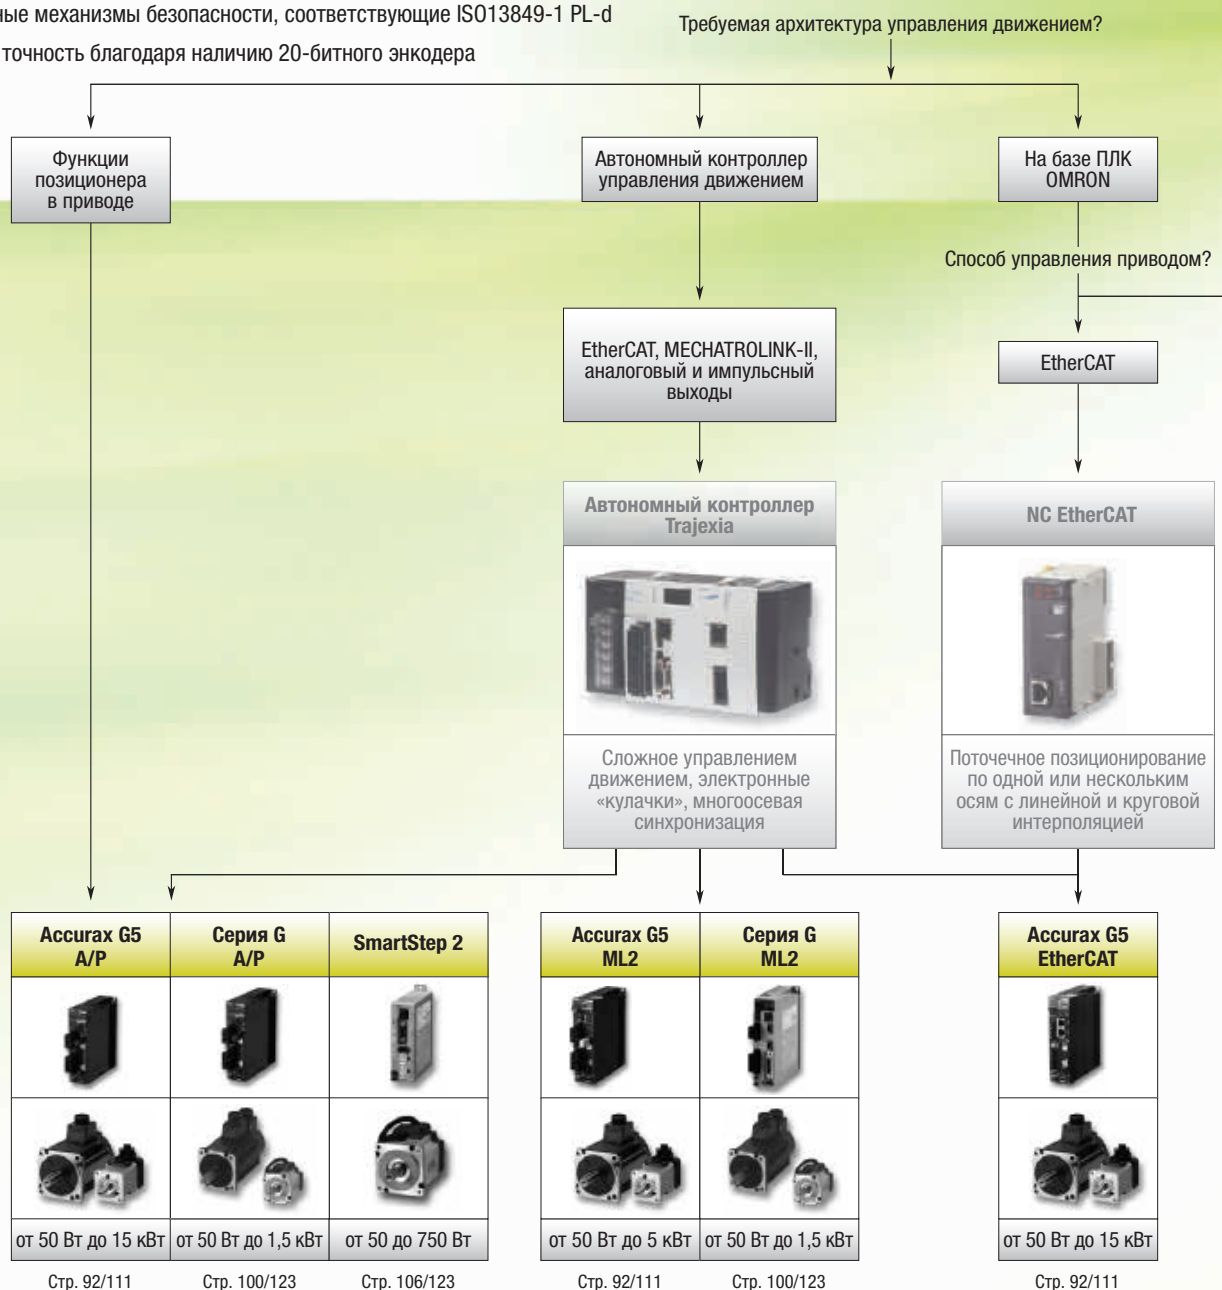 ные механизмы безопасности, соответствующие ISO13849-1 PL-d
точность благодаря наличию 20-битного энкодера
Требуемая архитектура управления движением?
Функции
позиционера
в приводе
Автономный контроллер
управления движением
На базе ПЛК
OMRON
Способ управления приводом?
EtherCAT, MECHATROLINK-II,
аналоговый и импульсный
выходы
EtherCAT
Автономный контроллер
Trajexia
NC EtherCAT
Сложное управлением
движением, электронные
«кулачки», многоосевая
синхронизация
Поточечное позиционирование
по одной или нескольким
осям с линейной и круговой
интерполяцией
Accurax G5
A/P
Серия G
A/P
SmartStep 2
Accurax G5
ML2
Серия G
ML2
Accurax G5
EtherCAT
от 50 Вт до 15 кВт
от 50 Вт до 1,5 кВт
от 50 до 750 Вт
от 50 Вт до 5 кВт
от 50 Вт до 1,5 кВт
от 50 Вт до 15 кВт
Стр. 92/111
Стр. 100/123
Стр. 106/123
Стр. 92/111
Стр. 100/123
Стр. 92/111